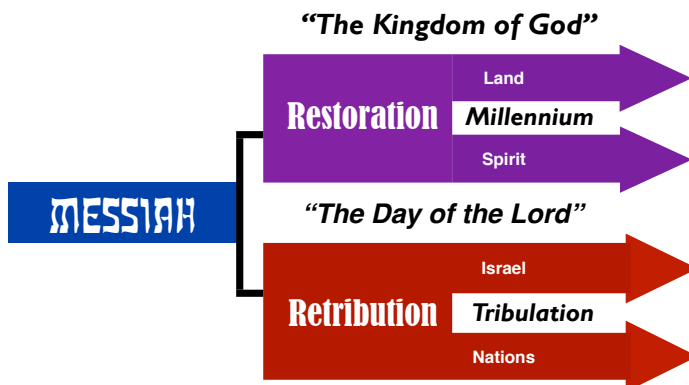 “The Kingdom of God”
Land
Restoration
Millennium
Spirit
MESSIAH
“The Day of the Lord”
Israel
Retribution
Tribulation
Nations